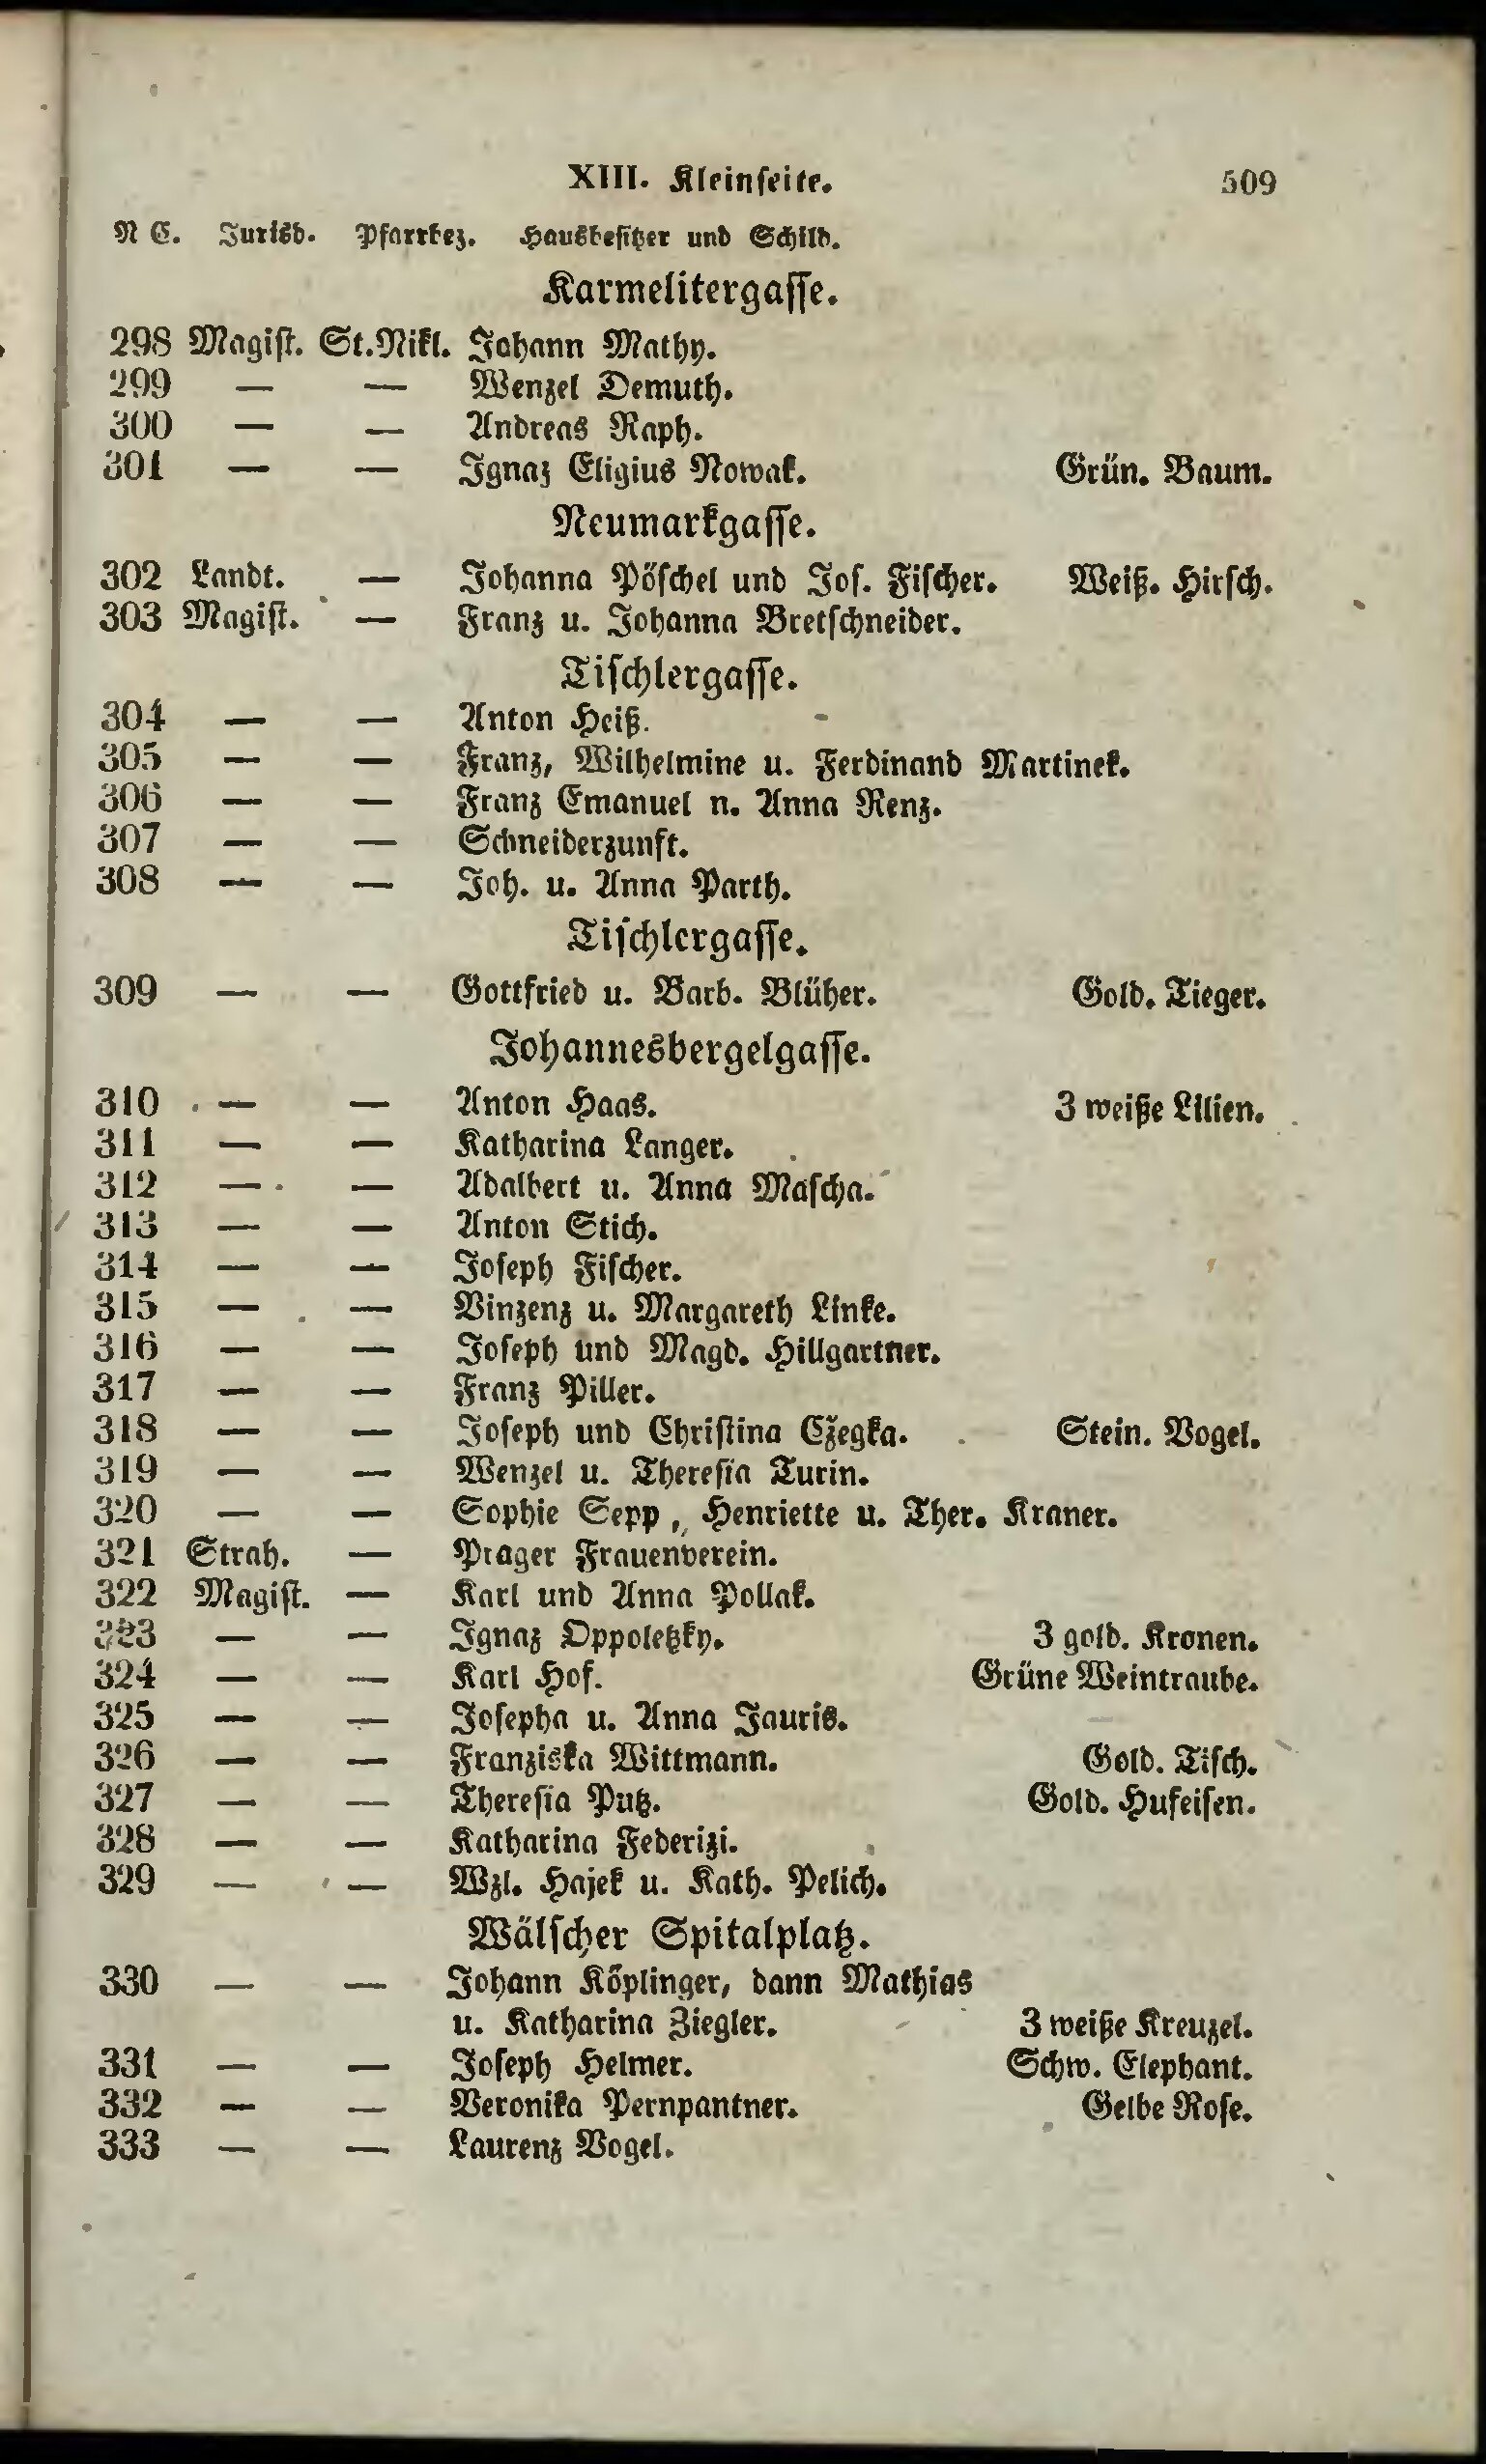 XIII. Kleinseite. 509
N C. Jurisd. Pfarrbez. Hausbesitzer und Schild.
Karmelitergasse.
298 Magist. St. Nikl. Johann Mathy.
299 — — Wenzel Demuth.
300 — — Andreas Raph.
301 — — Ignaz Eligius Nowak. Grün. Baum.
Neumarkgasse.
302 Landt. — Johanna Pöschel und Jos. Fischer. Weiß. Hirsch.
303 Magist. — Franz u. Johanna Bretschneider.
Tischlergasse.
304 — — Anton Heiß.
305 — — Franz, Wilhelmine u. Ferdinand Martinek.
306 — — Franz Emanuel n. Anna Renz.
307 — — Schneiderzunft.
308 — — Joh. u. Anna Parth.
Tischlergasse.
309 — — Gottfried u. Barb. Blüher. Gold. Tieger.
Johannesbergelgasse.
310 — — Anton Haas. 3 weiße Lilien.
311 — — Katharina Langer.
312 — — Adalbert u. Anna Mascha.
313 — — Anton Stich.
314 — — Joseph Fischer.
315 — — Vinzenz u. Margareth Linke.
316 — — Joseph und Magd. Hillgartner.
317 — — Franz Piller.
318 — — Joseph und Christina Cžegka. Stein. Vogel.
319 — — Wenzel u. Theresia Turin.
320 — — Sophie Sepp, Henriette u. Ther. Kraner.
321 Strah. — Prager Frauenverein.
322 Magist. — Karl und Anna Pollak.
323 — — Ignaz Oppoletzky. 3 gold. Kronen.
324 — — Karl Hof. Grüne Weintraube.
325 — — Josepha u. Anna Jauris.
326 — — Franziska Wittmann. Gold. Tisch.
327 — — Theresia Putz. Gold. Hufeisen.
328 — — Katharina Federizi.
329 — — Wzl. Hajek u. Kath. Pelich.
Wälscher Spitalplatz.
330 — — Johann Köplinger, dann Mathias
u. Katharina Ziegler. 3 weiße Kreuzel.
331 — — Joseph Helmer. Schw. Elephant.
332 — — Veronika Pernpantner. Gelbe Rose.
333 — — Laurenz Vogel.